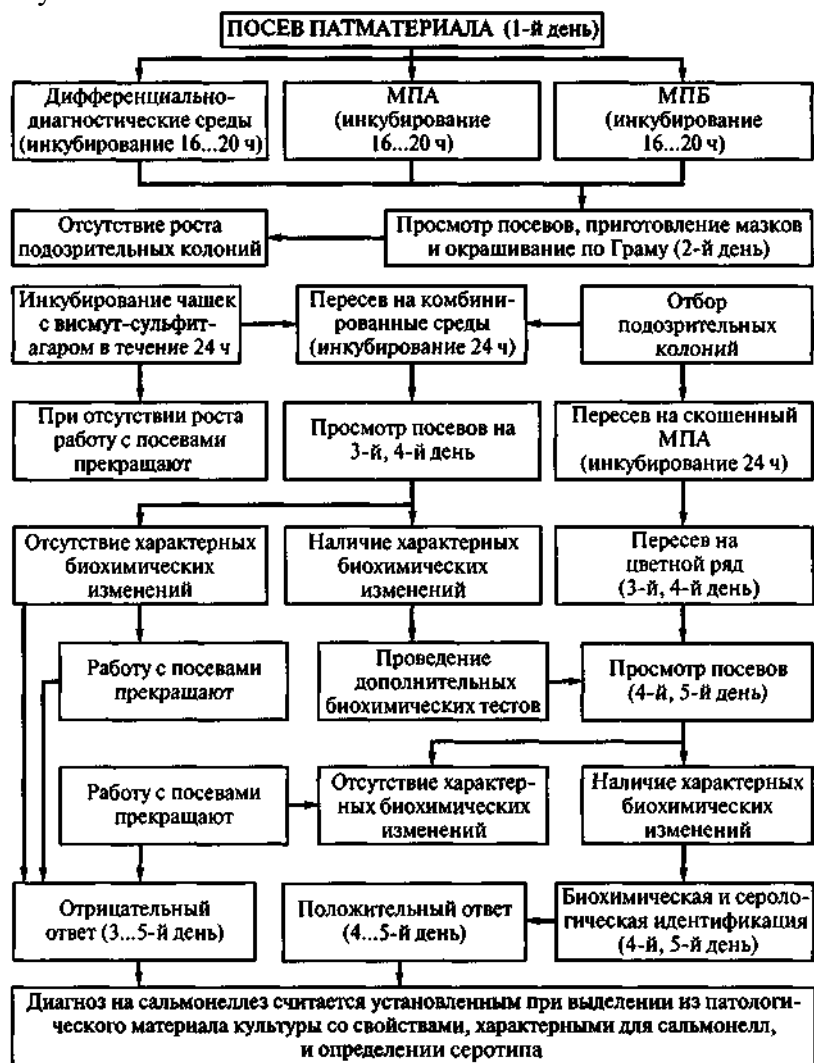 ПОСЕВ ПАТМАТЕРИАЛА (1-й день)
Дифференциально-
диагностические среды
(инкубирование 16...20 ч)
МПА
(инкубирование
16...20 ч)
МПБ
(инкубирование
16...20 ч)
Отсутствие роста
подозрительных колоний
Просмотр посевов, приготовление мазков
и окрашивание по Граму (2-й день)
Инкубирование чашек
с висмут-сульфит-
агаром в течение 24 ч
Пересев на комбини-
рованные среды
(инкубирование 24 ч)
Отбор
подозрительных
колоний
При отсутствии роста
работу с посевами
прекращают
Просмотр посевов на
3-й, 4-й день
Пересев на скошенный
МПА
(инкубирование 24 ч)
Отсутствие характерных
биохимических
изменений
Наличие характерных
биохимических
изменений
Пересев на
цветной ряд
(3-й, 4-й день)
Работу с посевами
прекращают
Проведение
дополнительных
биохимических тестов
Просмотр посевов
(4-й, 5-й день)
Работу с посевами
прекращают
Отсутствие характер-
ных биохимических
изменений
Наличие характерных
биохимических
изменений
Отрицательный
ответ (3...5-й день)
Положительный ответ
(4...5-й день)
Биохимическая и сероло-
гическая идентификация
(4-й, 5-й день)
Диагноз на сальмонеллез считается установленным при выделении из патологи-
ческого материала культуры со свойствами, характерными для сальмонелл,
и определении серотипа